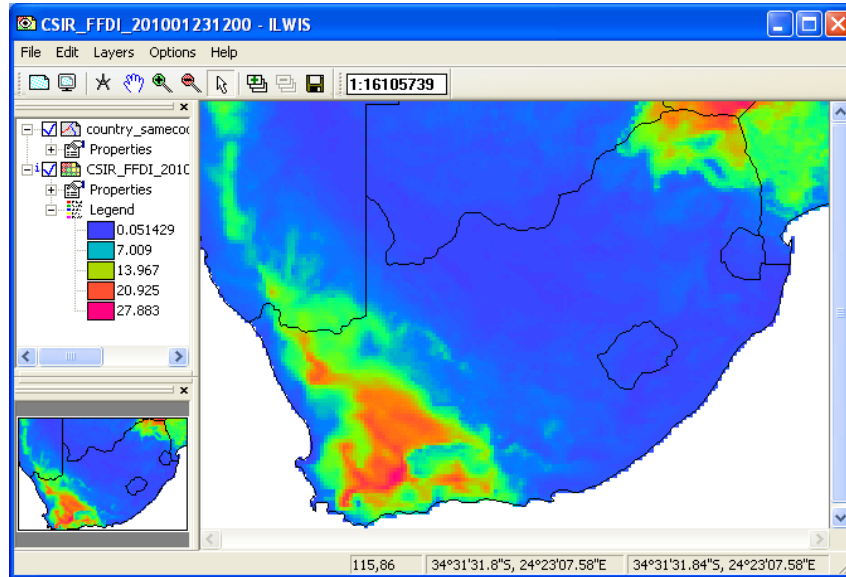 CSIR_FFDI_201001231200 - ILWIS
File Edit Layers Options Help
1:16105739
country_samecoo
Properties
CSIR_FFDI_201C
Properties
Legend
0.051429
7.009
13.967
20.925
27.883
115,86 34°31'31.8"S, 24°23'07.58"E 34°31'31.84"S, 24°23'07.58"E